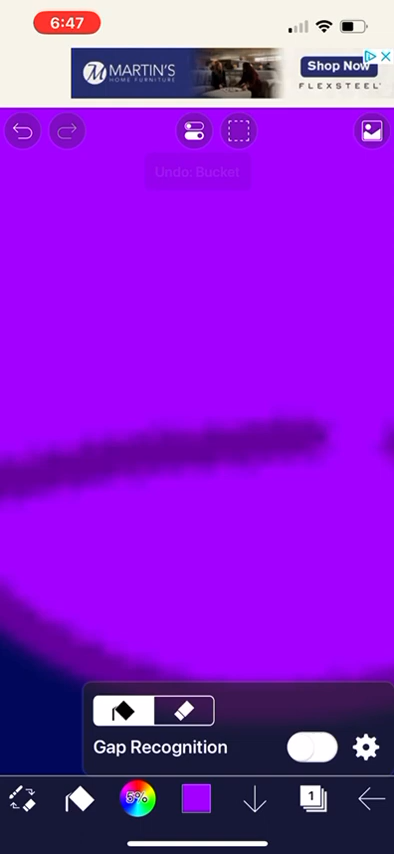 6:47
MARTIN'S
HOME FURNITURE
Shop Now
FLEXSTEEL
Undo: Bucket
Gap Recognition
5%
1